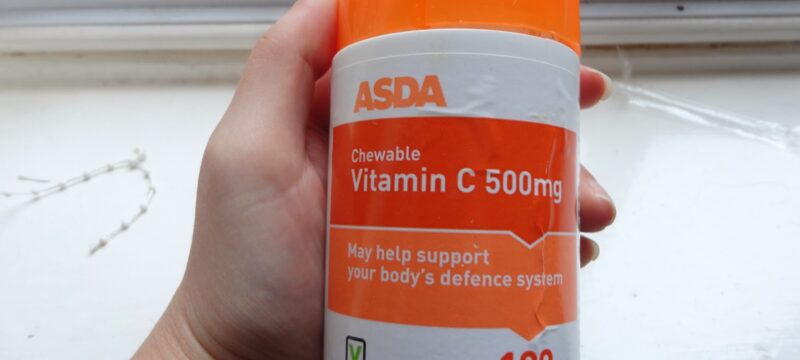 ASDA
Chewable
Vitamin C 500mg
May help support
your body's defence system